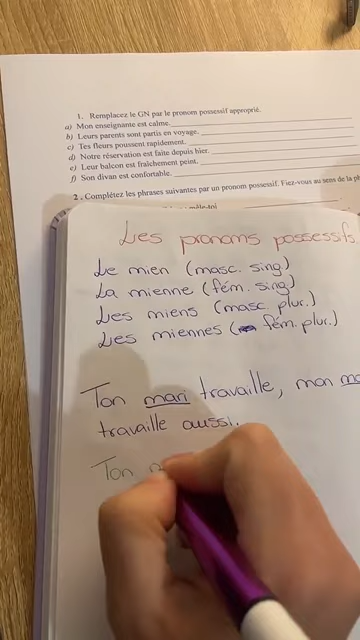 1. Remplacez le GN par le pronom possessif approprié.
a) Mon enseignante est calme.
b) Leurs parents sont partis en voyage.
c) Tes fleurs poussent rapidement.
d) Notre réservation est faite depuis hier.
e) Leur balcon est fraîchement peint.
f) Son divan est confortable.
2. Complétez les phrases suivantes par un pronom possessif. Fiez-vous au sens de la
Les pronoms possessifs
Le mien (masc. sing.)
La mienne (fém. sing.)
Les miens (masc. plur.)
Les miennes (fém. plur.)
Ton mari travaille, mon
travaille aussi.
Ton